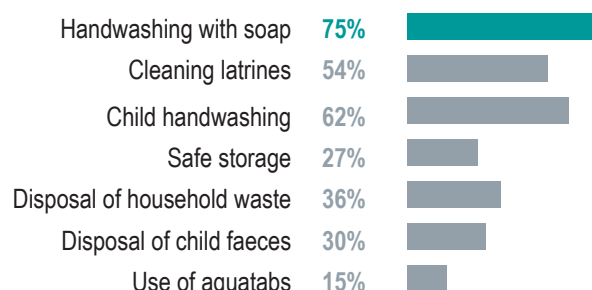 Handwashing with soap 75%
Cleaning latrines 54%
Child handwashing 62%
Safe storage 27%
Disposal of household waste 36%
Disposal of child faeces 30%
Use of aquatabs 15%